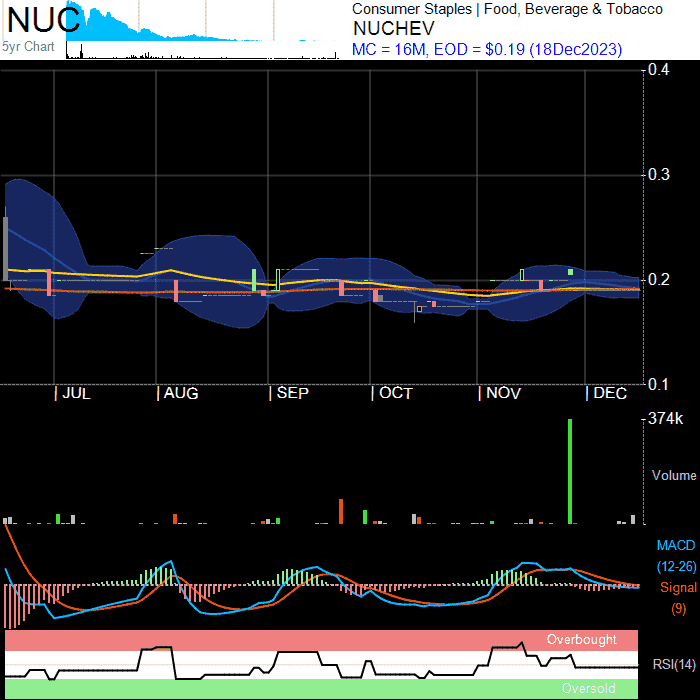 NUC
5yr Chart
Consumer Staples | Food, Beverage & Tobacco
NUCHEV
MC = 16M, EOD = $0.19 (18Dec2023)
0.4
0.3
0.2
0.1
| JUL | AUG | SEP | OCT | NOV | DEC
374k
Volume
MACD
(12-26)
Signal
(9)
Overbought
RSI(14)
Oversold